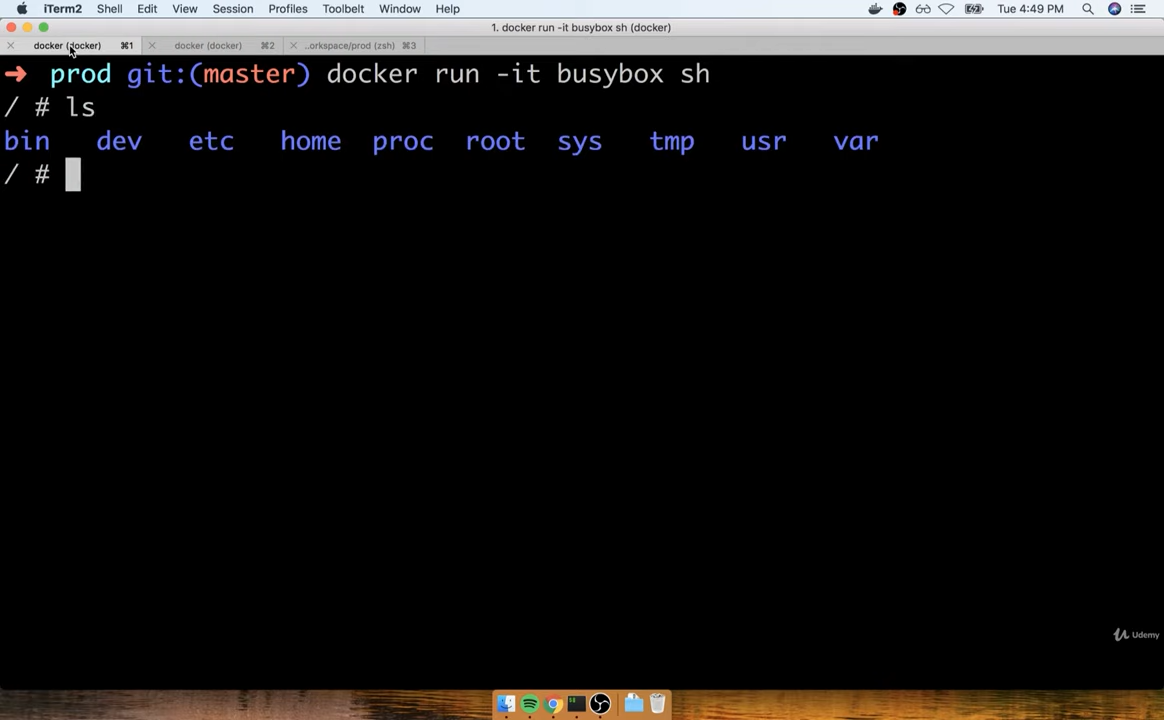 iTerm2 Shell Edit View Session Profiles Toolbelt Window Help Tue 4:49 PM
1. docker run -it busybox sh (docker)
docker (docker) ⌘1 docker (docker) ⌘2 ..orkspace/prod (zsh) ⌘3
➜ prod git:(master) docker run -it busybox sh
/ # ls
bin dev etc home proc root sys tmp usr var
/ #
Udemy